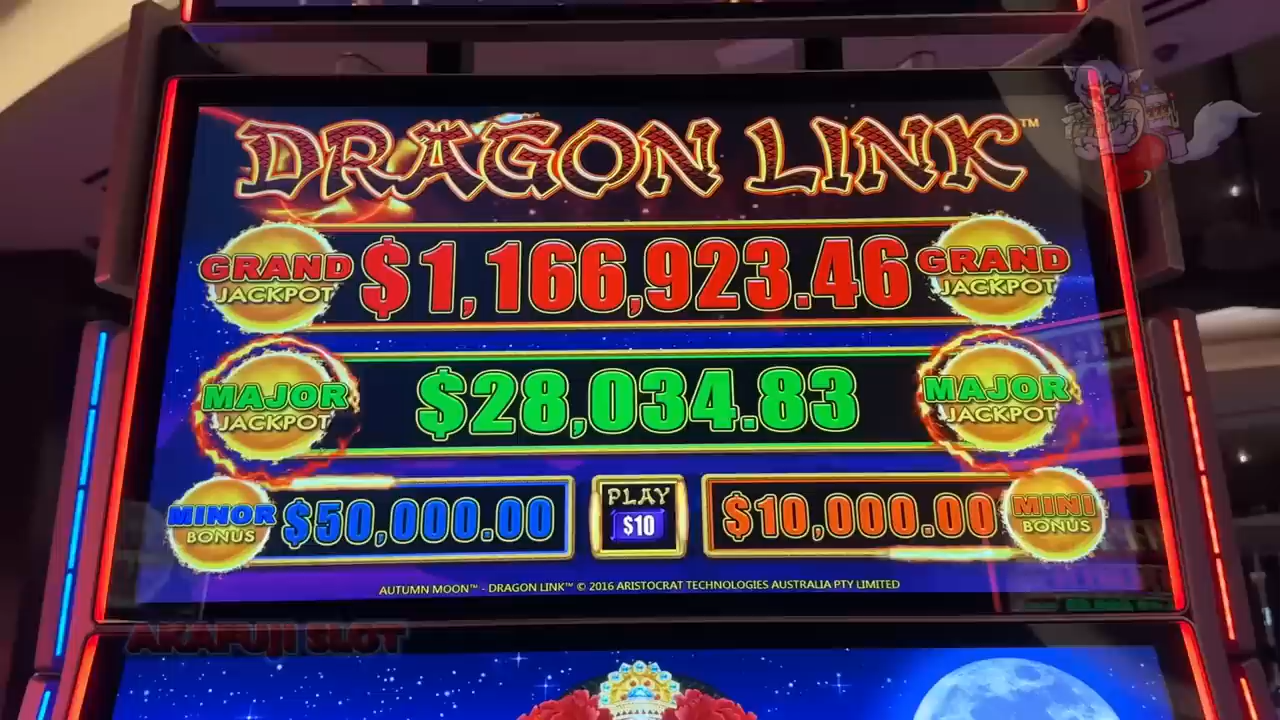 DRAGON LINK™
GRAND JACKPOT $1,166,923.46 GRAND JACKPOT
MAJOR JACKPOT $28,034.83 MAJOR JACKPOT
MINOR BONUS $50,000.00 PLAY $10 $10,000.00 MINI BONUS
AUTUMN MOON™ - DRAGON LINK™ © 2016 ARISTOCRAT TECHNOLOGIES AUSTRALIA PTY LIMITED
AKAFUJI SLOT